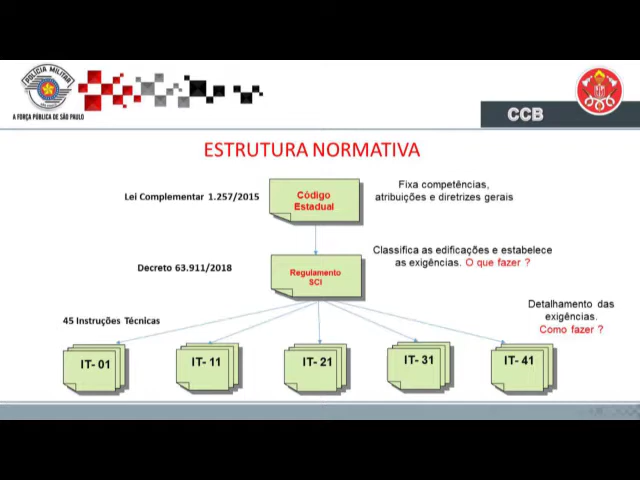 POLÍCIA MILITAR
A FORÇA PÚBLICA DE SÃO PAULO
CCB
ESTRUTURA NORMATIVA
Lei Complementar 1.257/2015
Código
Estadual
Fixa competências,
atribuições e diretrizes gerais
Decreto 63.911/2018
Regulamento
SCI
Classifica as edificações e estabelece
as exigências. O que fazer ?
45 Instruções Técnicas
Detalhamento das
exigências.
Como fazer ?
IT- 01
IT- 11
IT- 21
IT- 31
IT- 41